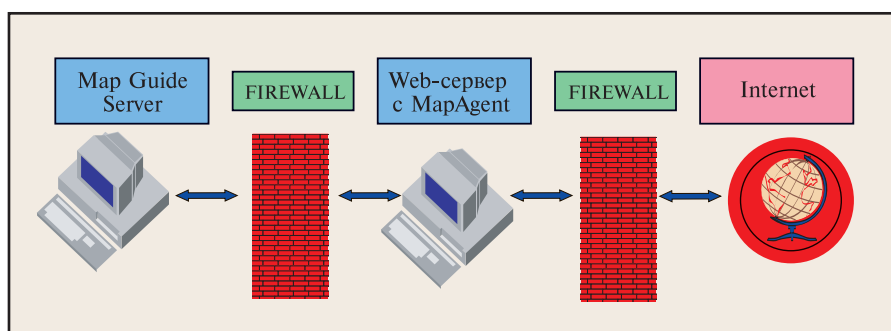 Map Guide
Server
FIREWALL
Web-сервер
с MapAgent
FIREWALL
Internet